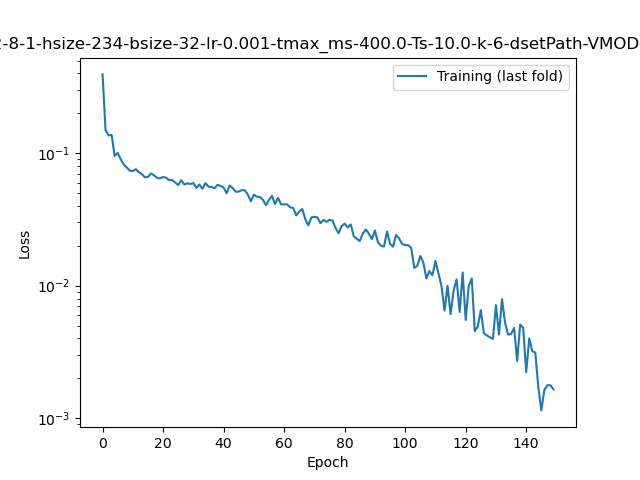 -8-1-hsize-234-bsize-32-lr-0.001-tmax_ms-400.0-Ts-10.0-k-6-dsetPath-VMOD
Training (last fold)
Loss
10⁻¹
10⁻²
10⁻³
0 20 40 60 80 100 120 140
Epoch